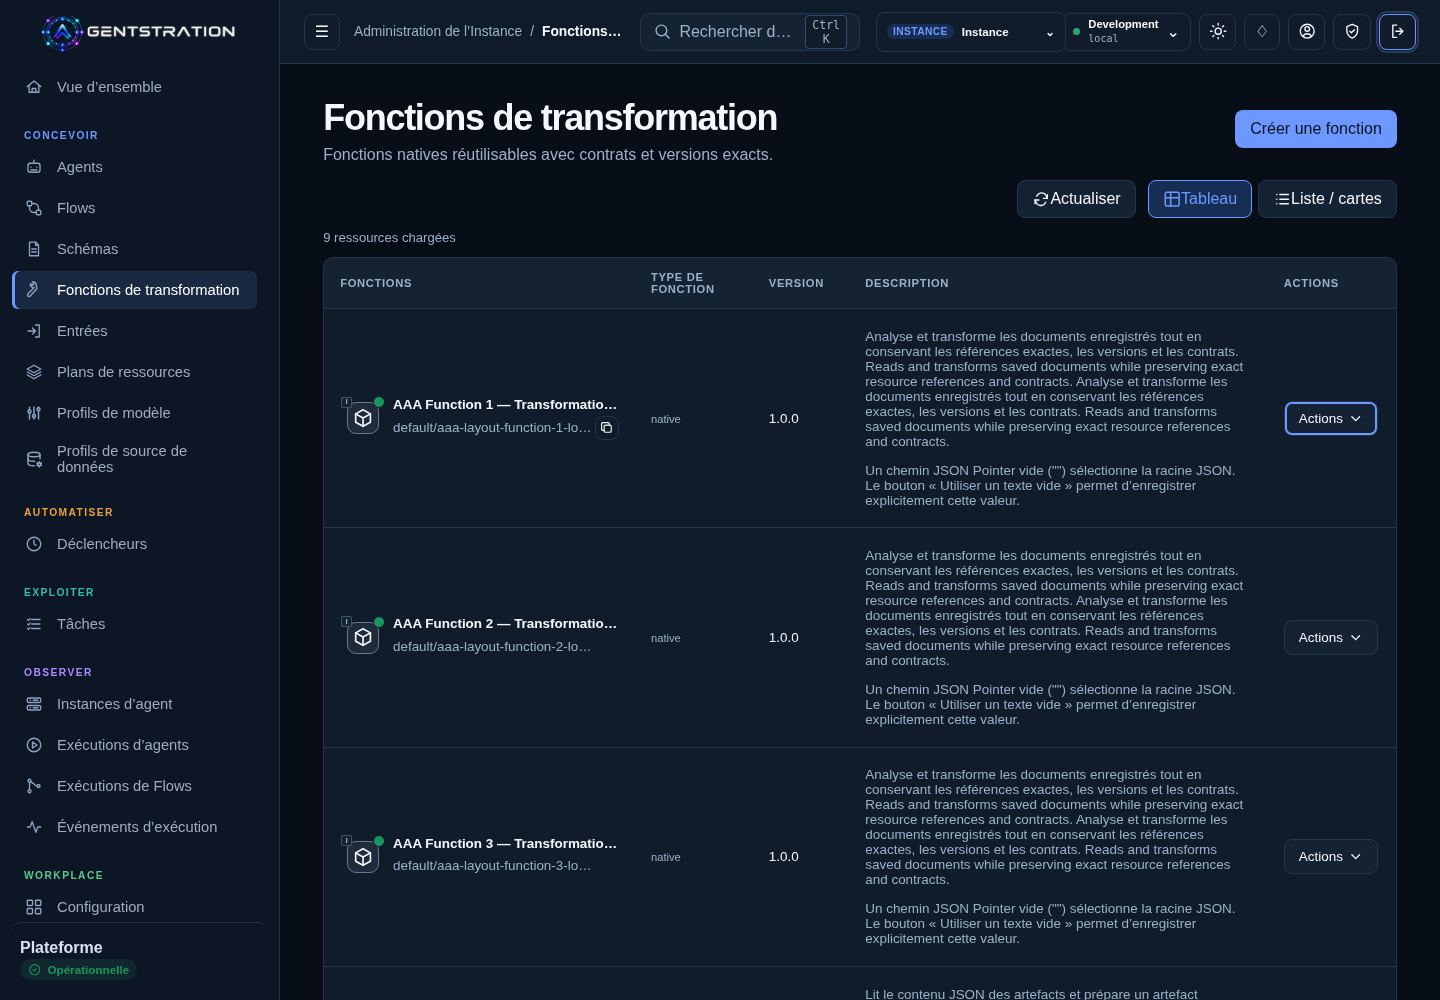 GENTSTRATION
☰
Administration de l’Instance / Fonctions…
Rechercher d… Ctrl K
INSTANCE Instance
Development
local
Vue d’ensemble
CONCEVOIR
Agents
Flows
Schémas
Fonctions de transformation
Entrées
Plans de ressources
Profils de modèle
Profils de source de
données
AUTOMATISER
Déclencheurs
EXPLOITER
Tâches
OBSERVER
Instances d’agent
Exécutions d’agents
Exécutions de Flows
Événements d’exécution
WORKPLACE
Configuration
Plateforme
Opérationnelle
Fonctions de transformation
Fonctions natives réutilisables avec contrats et versions exacts.
Créer une fonction
Actualiser
Tableau
Liste / cartes
9 ressources chargées
FONCTIONS
TYPE DE
FONCTION
VERSION
DESCRIPTION
ACTIONS
I
AAA Function 1 — Transformatio…
default/aaa-layout-function-1-lo…
native
1.0.0
Analyse et transforme les documents enregistrés tout en
conservant les références exactes, les versions et les contrats.
Reads and transforms saved documents while preserving exact
resource references and contracts. Analyse et transforme les
documents enregistrés tout en conservant les références
exactes, les versions et les contrats. Reads and transforms
saved documents while preserving exact resource references
and contracts.
Un chemin JSON Pointer vide ("") sélectionne la racine JSON.
Le bouton « Utiliser un texte vide » permet d’enregistrer
explicitement cette valeur.
Actions
I
AAA Function 2 — Transformatio…
default/aaa-layout-function-2-lo…
native
1.0.0
Analyse et transforme les documents enregistrés tout en
conservant les références exactes, les versions et les contrats.
Reads and transforms saved documents while preserving exact
resource references and contracts. Analyse et transforme les
documents enregistrés tout en conservant les références
exactes, les versions et les contrats. Reads and transforms
saved documents while preserving exact resource references
and contracts.
Un chemin JSON Pointer vide ("") sélectionne la racine JSON.
Le bouton « Utiliser un texte vide » permet d’enregistrer
explicitement cette valeur.
Actions
I
AAA Function 3 — Transformatio…
default/aaa-layout-function-3-lo…
native
1.0.0
Analyse et transforme les documents enregistrés tout en
conservant les références exactes, les versions et les contrats.
Reads and transforms saved documents while preserving exact
resource references and contracts. Analyse et transforme les
documents enregistrés tout en conservant les références
exactes, les versions et les contrats. Reads and transforms
saved documents while preserving exact resource references
and contracts.
Un chemin JSON Pointer vide ("") sélectionne la racine JSON.
Le bouton « Utiliser un texte vide » permet d’enregistrer
explicitement cette valeur.
Actions
Lit le contenu JSON des artefacts et prépare un artefact